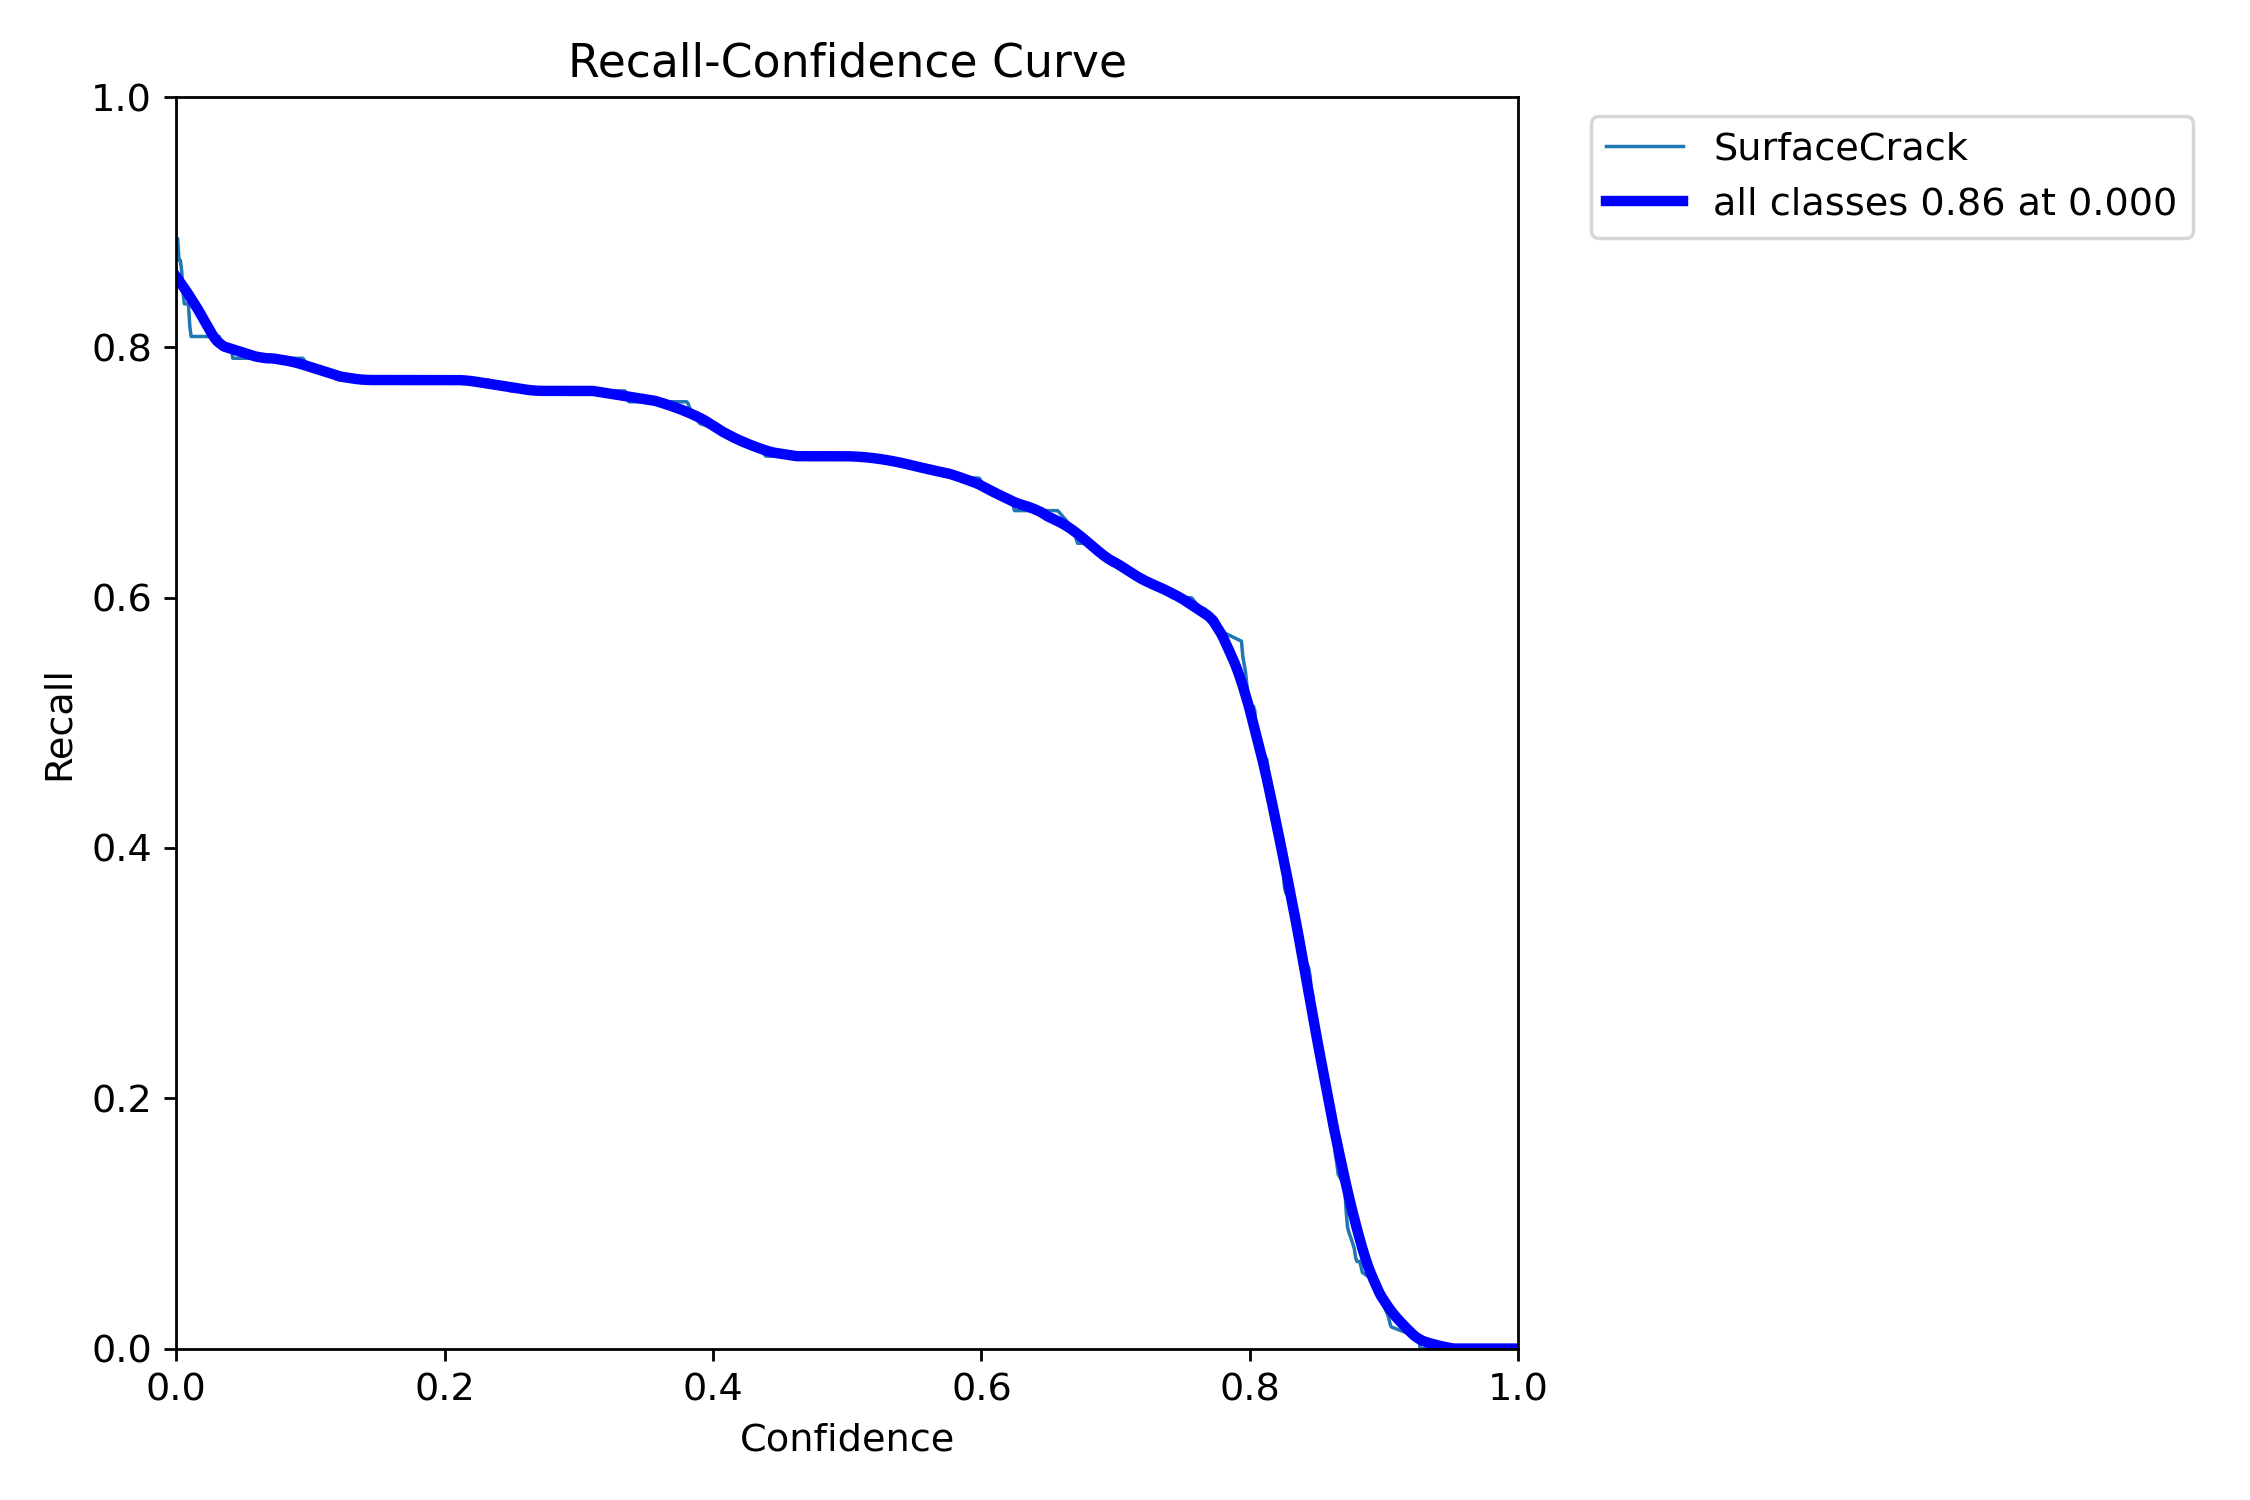 Recall-Confidence Curve
1.0
0.8
0.6
0.4
0.2
0.0
Recall
0.0 0.2 0.4 0.6 0.8 1.0
Confidence
SurfaceCrack
all classes 0.86 at 0.000